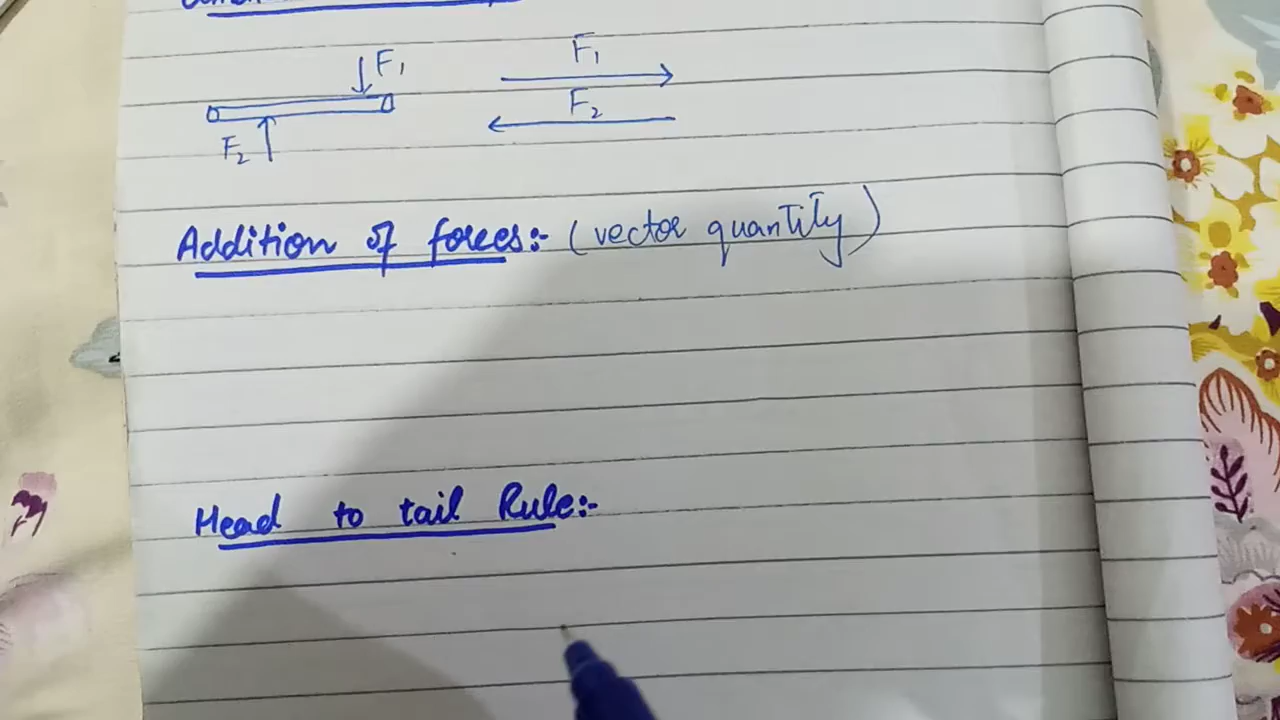 F₁
F₁
F₂
F₂
Addition of forces:- (vector quantity)
Head to tail Rule:-